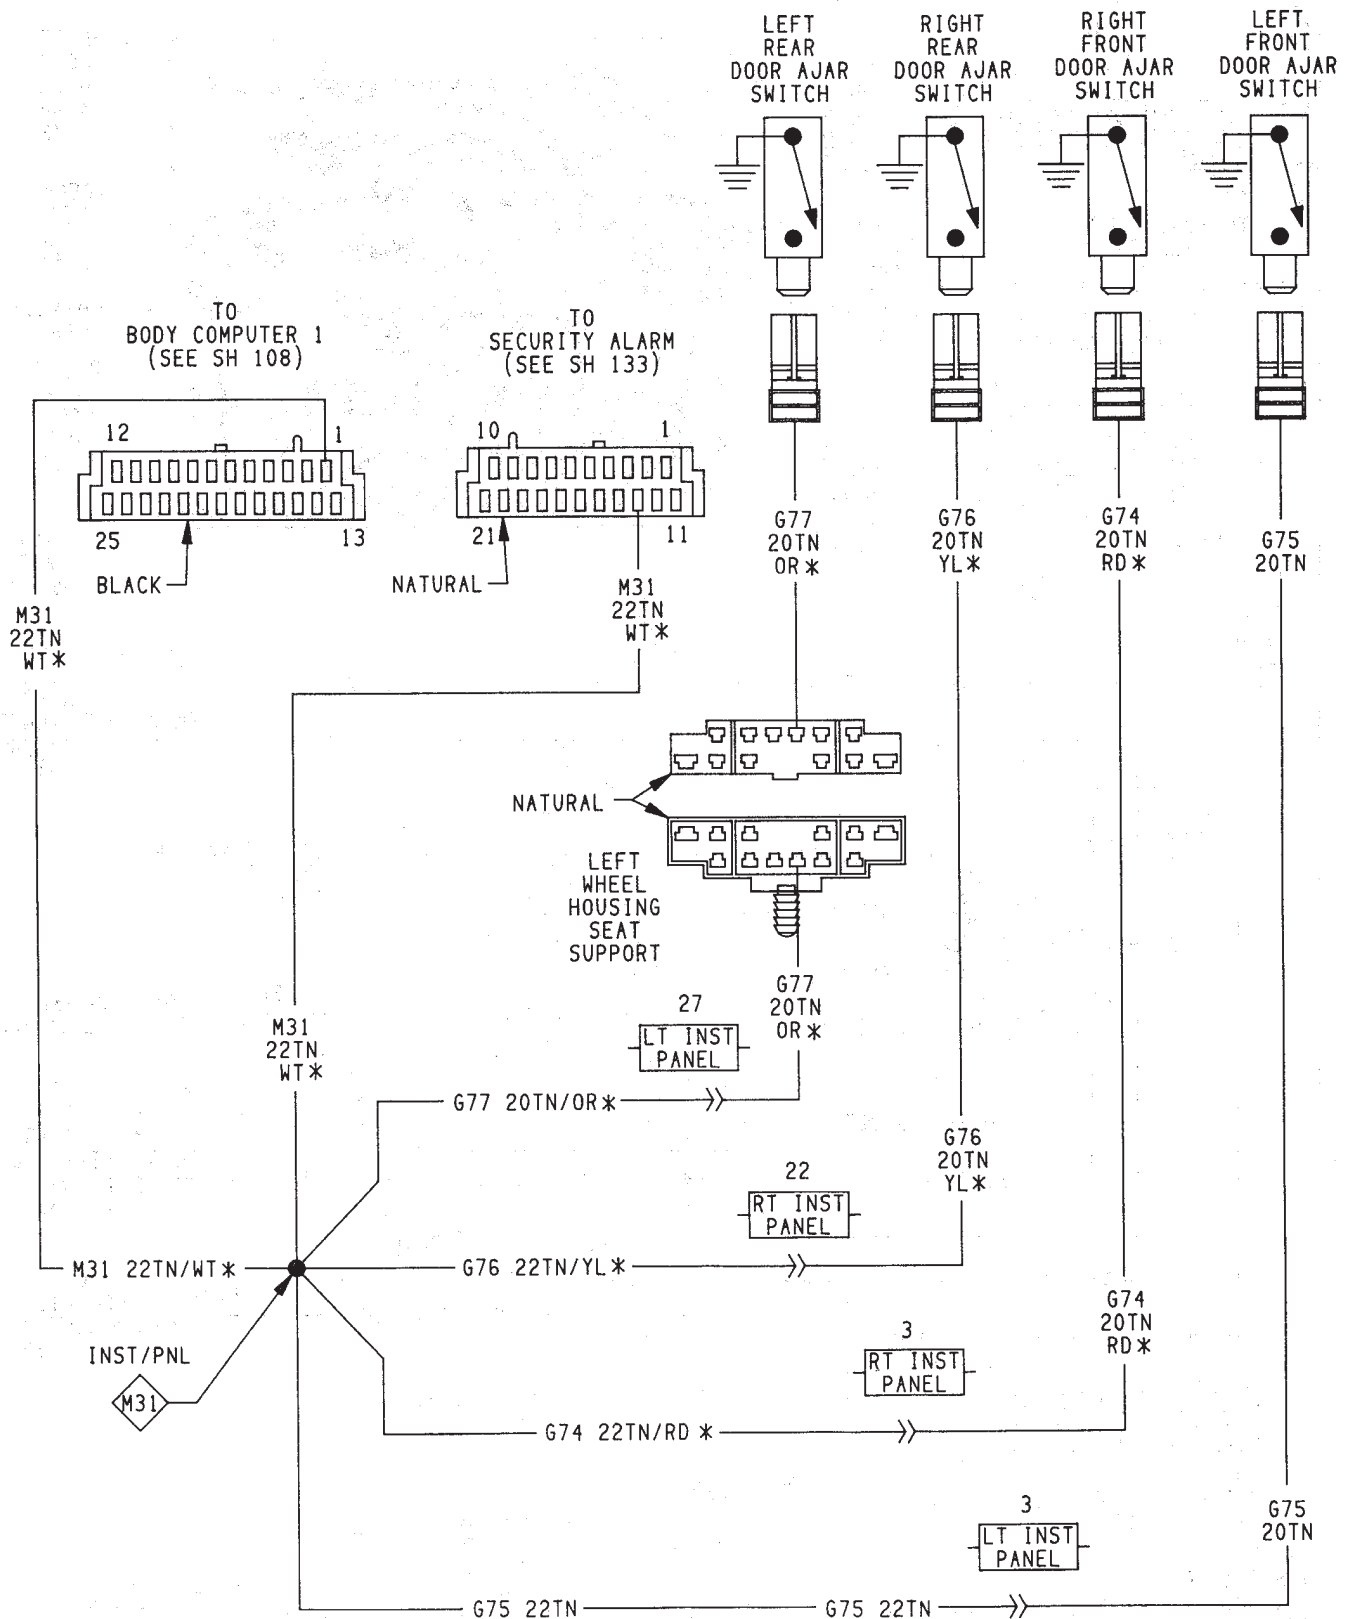 LEFT
REAR
DOOR AJAR
SWITCH
RIGHT
REAR
DOOR AJAR
SWITCH
RIGHT
FRONT
DOOR AJAR
SWITCH
LEFT
FRONT
DOOR AJAR
SWITCH
TO
BODY COMPUTER 1
(SEE SH 108)
TO
SECURITY ALARM
(SEE SH 133)
12
1
25
13
BLACK
10
1
21
11
NATURAL
M31
22TN
WT*
M31
22TN
WT*
G77
20TN
OR*
G76
20TN
YL*
G74
20TN
RD*
G75
20TN
NATURAL
LEFT
WHEEL
HOUSING
SEAT
SUPPORT
G77
20TN
OR*
27
LT INST
PANEL
M31
22TN
WT*
G77 20TN/OR*
G76
20TN
YL*
22
RT INST
PANEL
M31 22TN/WT*
G76 22TN/YL*
G74
20TN
RD*
3
RT INST
PANEL
INST/PNL
M31
G74 22TN/RD *
3
LT INST
PANEL
G75
20TN
G75 22TN
G75 22TN